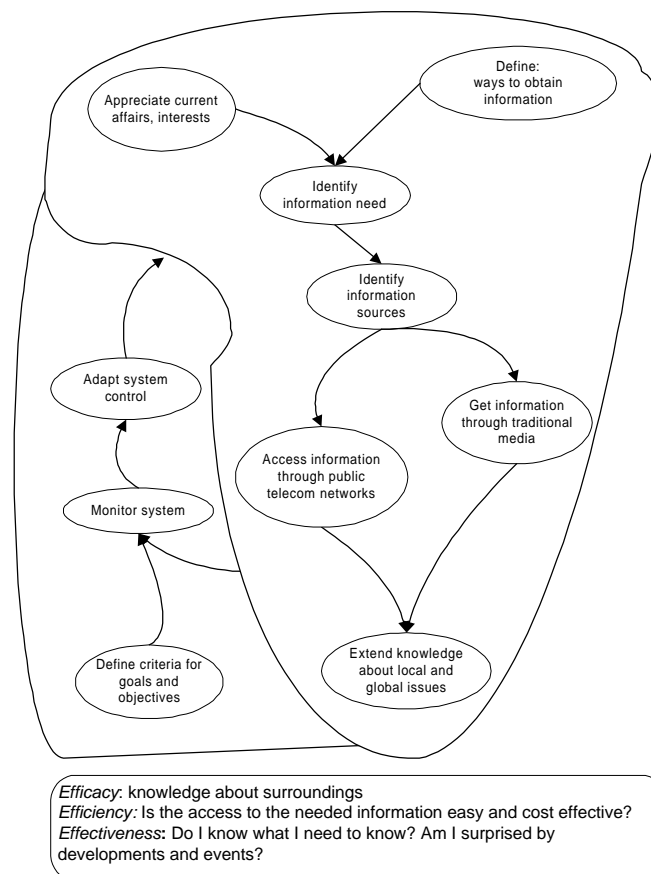 Appreciate current
affairs, interests
Define:
ways to obtain
information
Identify
information need
Identify
information
sources
Adapt system
control
Get information
through traditional
media
Access information
through public
telecom networks
Monitor system
Define criteria for
goals and
objectives
Extend knowledge
about local and
global issues
Efficacy: knowledge about surroundings
Efficiency: Is the access to the needed information easy and cost effective?
Effectiveness: Do I know what I need to know? Am I surprised by
developments and events?